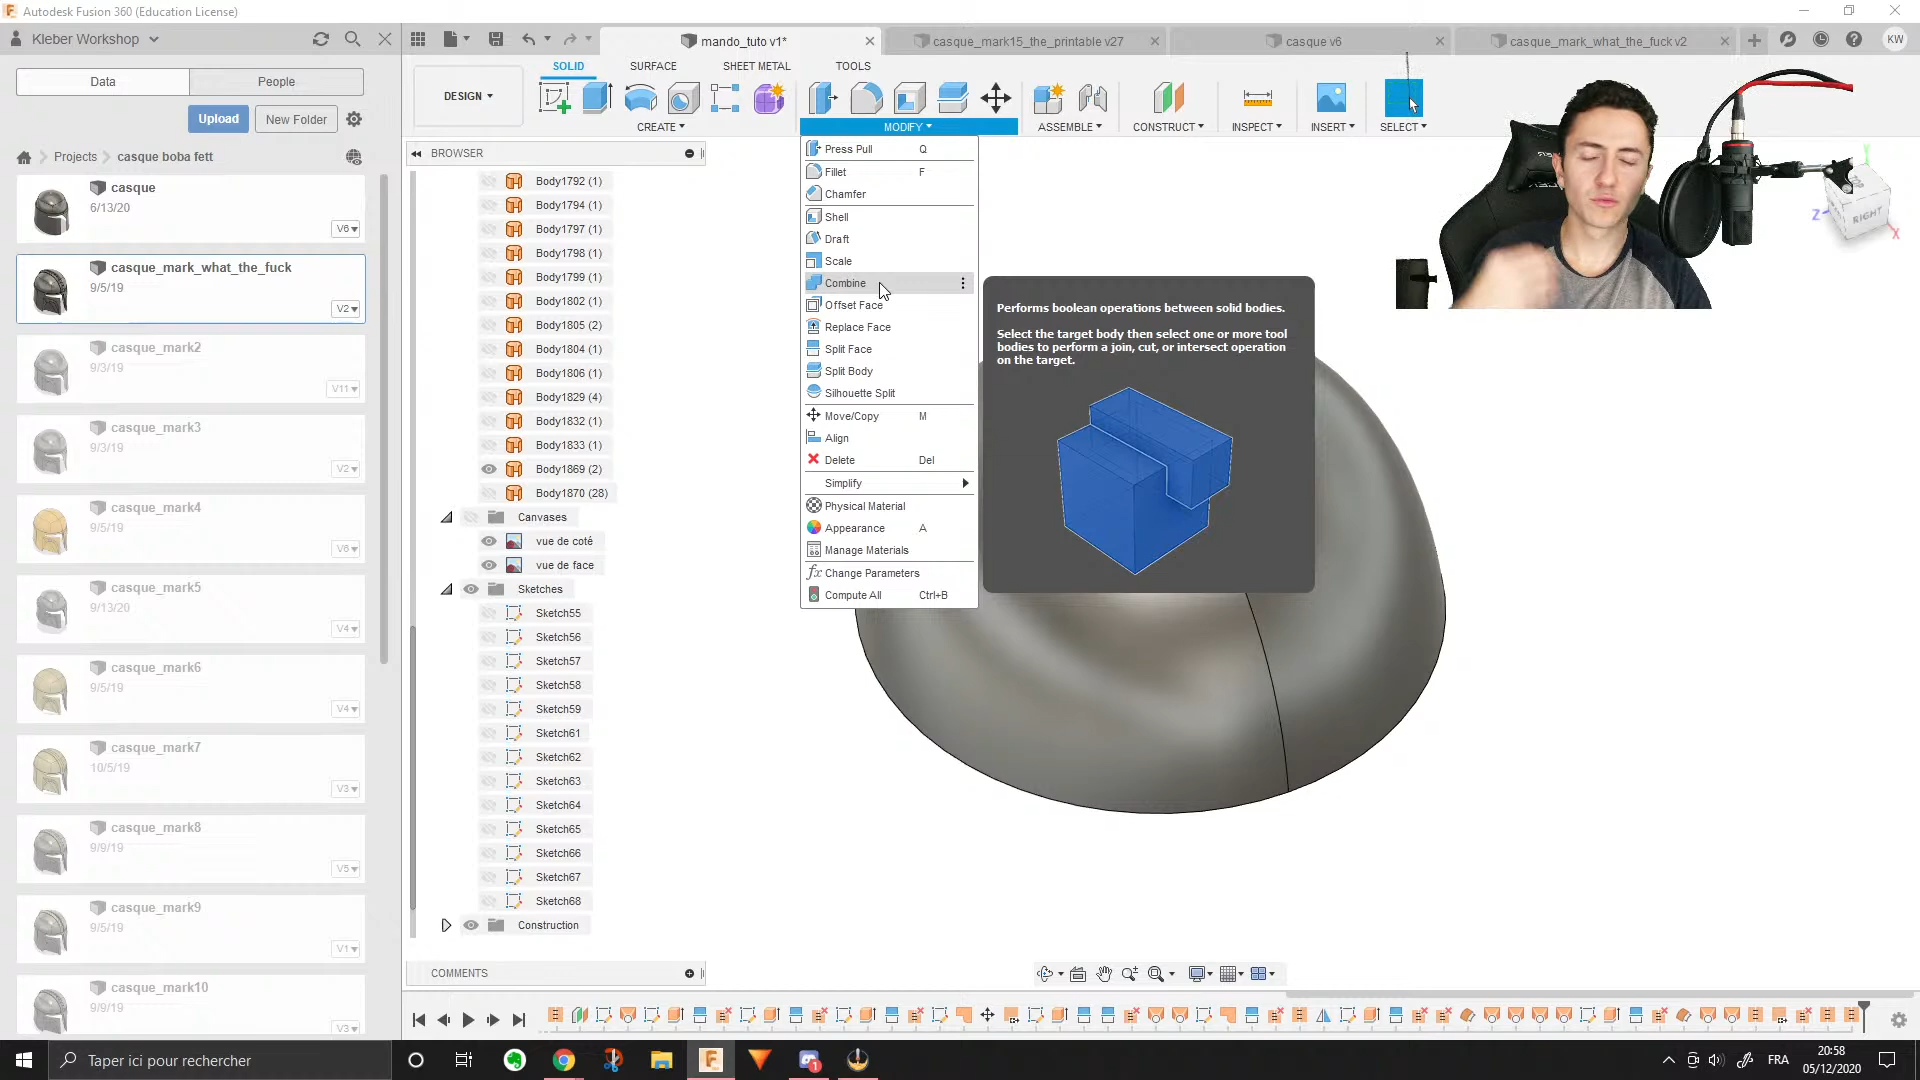 Autodesk Fusion 360 (Education License)
Kleber Workshop
mando_tuto v1*
casque_mark15_the_printable v27
casque v6
casque_mark_what_the_fuck v2
KW
Data
People
Upload
New Folder
Projects
casque boba fett
casque
6/13/20
V6
casque_mark_what_the_fuck
9/5/19
V2
casque_mark2
9/3/19
V11
casque_mark3
9/3/19
V2
casque_mark4
9/5/19
V6
casque_mark5
9/13/20
V4
casque_mark6
9/5/19
V4
casque_mark7
10/5/19
V3
casque_mark8
9/9/19
V5
casque_mark9
9/5/19
V1
casque_mark10
9/9/19
V3
SOLID
SURFACE
SHEET METAL
TOOLS
DESIGN
CREATE
MODIFY
ASSEMBLE
CONSTRUCT
INSPECT
INSERT
SELECT
BROWSER
Body1792 (1)
Body1794 (1)
Body1797 (1)
Body1798 (1)
Body1799 (1)
Body1802 (1)
Body1805 (2)
Body1804 (1)
Body1806 (1)
Body1829 (4)
Body1832 (1)
Body1833 (1)
Body1869 (2)
Body1870 (28)
Canvases
vue de coté
vue de face
Sketches
Sketch55
Sketch56
Sketch57
Sketch58
Sketch59
Sketch61
Sketch62
Sketch63
Sketch64
Sketch65
Sketch66
Sketch67
Sketch68
Construction
COMMENTS
Press Pull Q
Fillet F
Chamfer
Shell
Draft
Scale
Combine
Offset Face
Replace Face
Split Face
Split Body
Silhouette Split
Move/Copy M
Align
Delete Del
Simplify
Physical Material
Appearance A
Manage Materials
Change Parameters
Compute All Ctrl+B
Performs boolean operations between solid bodies.
Select the target body then select one or more tool
bodies to perform a join, cut, or intersect operation
on the target.
TOP
RIGHT
Y
Z
X
Taper ici pour rechercher
FRA
20:58
05/12/2020